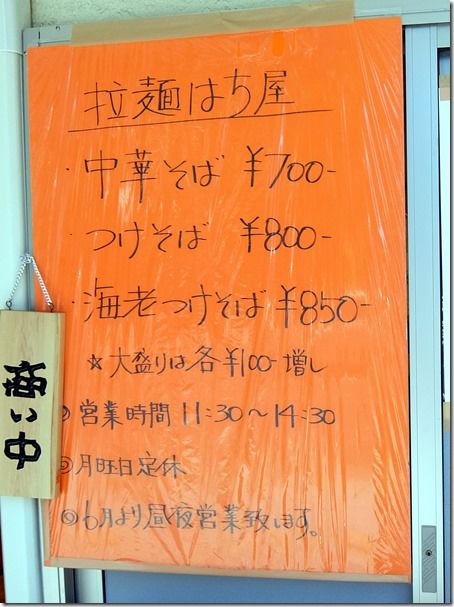 拉麺はち屋
・中華そば ¥700-
・つけそば ¥800-
・海老つけそば ¥850-
☆大盛りは各¥100-増し
◎営業時間 11:30〜14:30
◎月曜日定休
◎6月より昼夜営業致します。
商い中